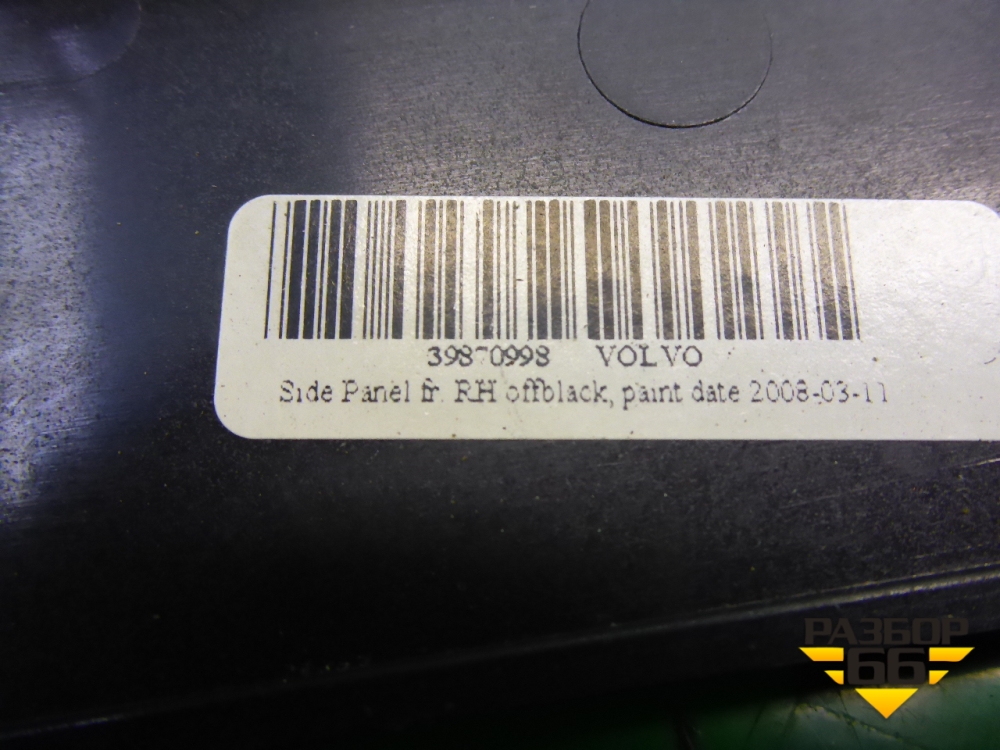 39870998 VOLVO
Side Panel fr. RH offblack, paint date 2008-03-11
РАЗБОР
66